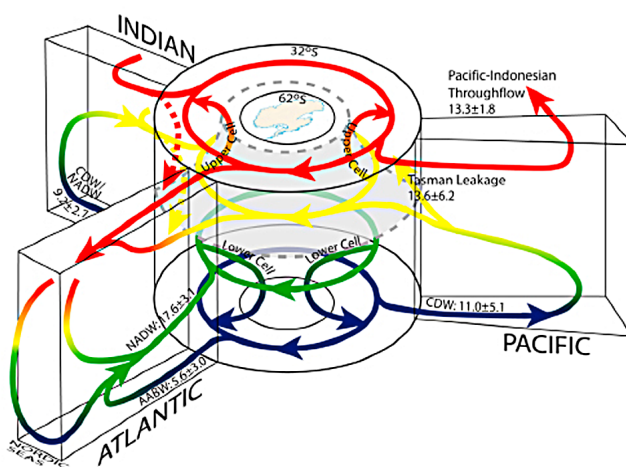 INDIAN
32ºS
62ºS
Pacific-Indonesian
Throughflow
13.3±1.8
Upper Cell
Upper Cell
Tasman Leakage
13.6±6.2
CDW/
NADW
9.2±2.7
Lower Cell
Lower Cell
CDW: 11.0±5.1
NADW: 17.6±3.1
PACIFIC
AABW: 5.6±3.0
ATLANTIC
NORDIC
SEAS